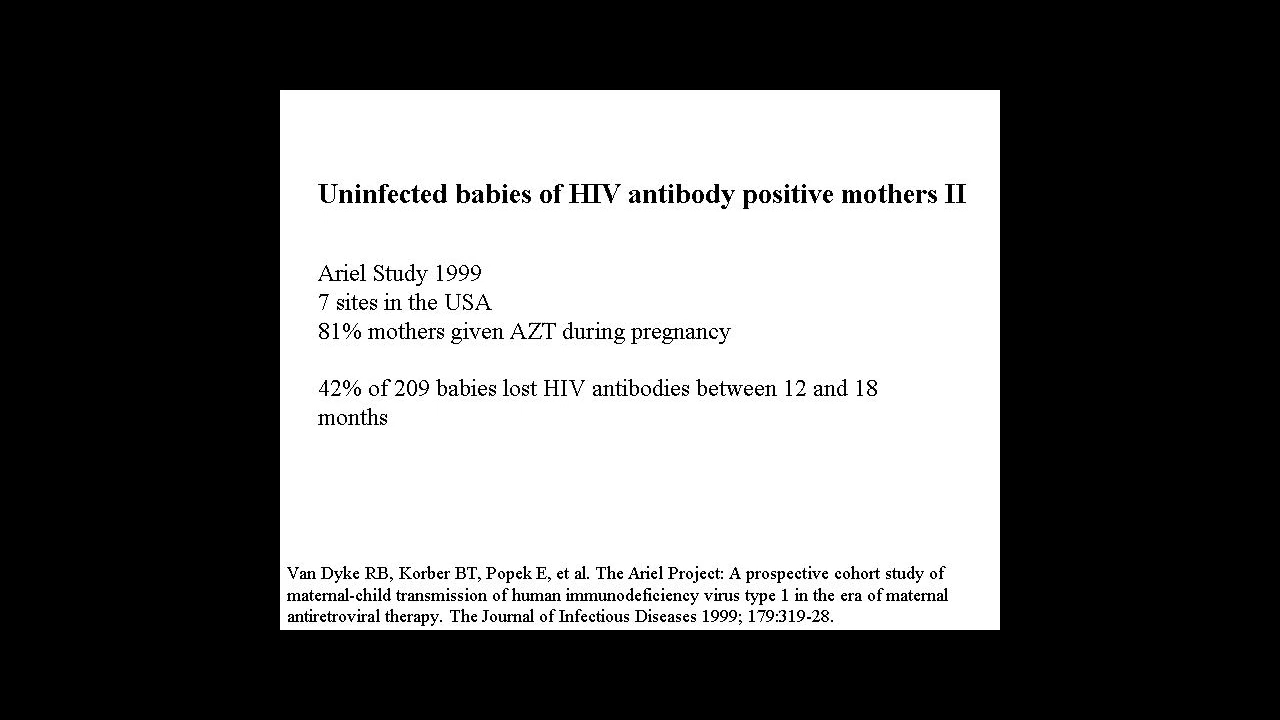 Uninfected babies of HIV antibody positive mothers II
Ariel Study 1999
7 sites in the USA
81% mothers given AZT during pregnancy
42% of 209 babies lost HIV antibodies between 12 and 18
months
Van Dyke RB, Korber BT, Popek E, et al. The Ariel Project: A prospective cohort study of
maternal-child transmission of human immunodeficiency virus type 1 in the era of maternal
antiretroviral therapy. The Journal of Infectious Diseases 1999; 179:319-28.